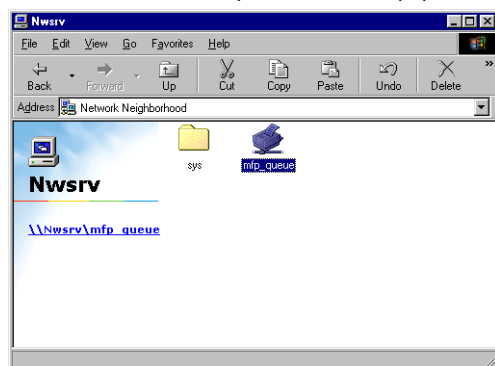 Nwsrv
File Edit View Go Favorites Help
Back Forward Up Cut Copy Paste Undo Delete »
Address Network Neighborhood
sys mfp_queue
Nwsrv
\\Nwsrv\mfp_queue